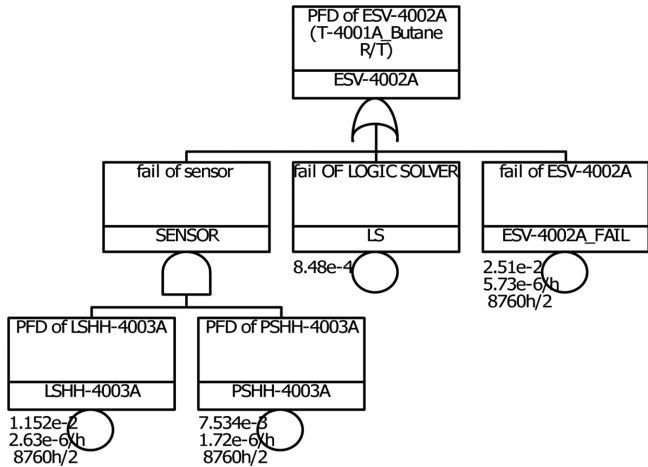 PFD of ESV-4002A
(T-4001A_Butane
R/T)
ESV-4002A
fail of sensor
SENSOR
fail OF LOGIC SOLVER
LS
8.48e-4
fail of ESV-4002A
ESV-4002A_FAIL
2.51e-2
5.73e-6/h
8760h/2
PFD of LSHH-4003A
LSHH-4003A
1.152e-2
2.63e-6/h
8760h/2
PFD of PSHH-4003A
PSHH-4003A
7.534e-3
1.72e-6/h
8760h/2